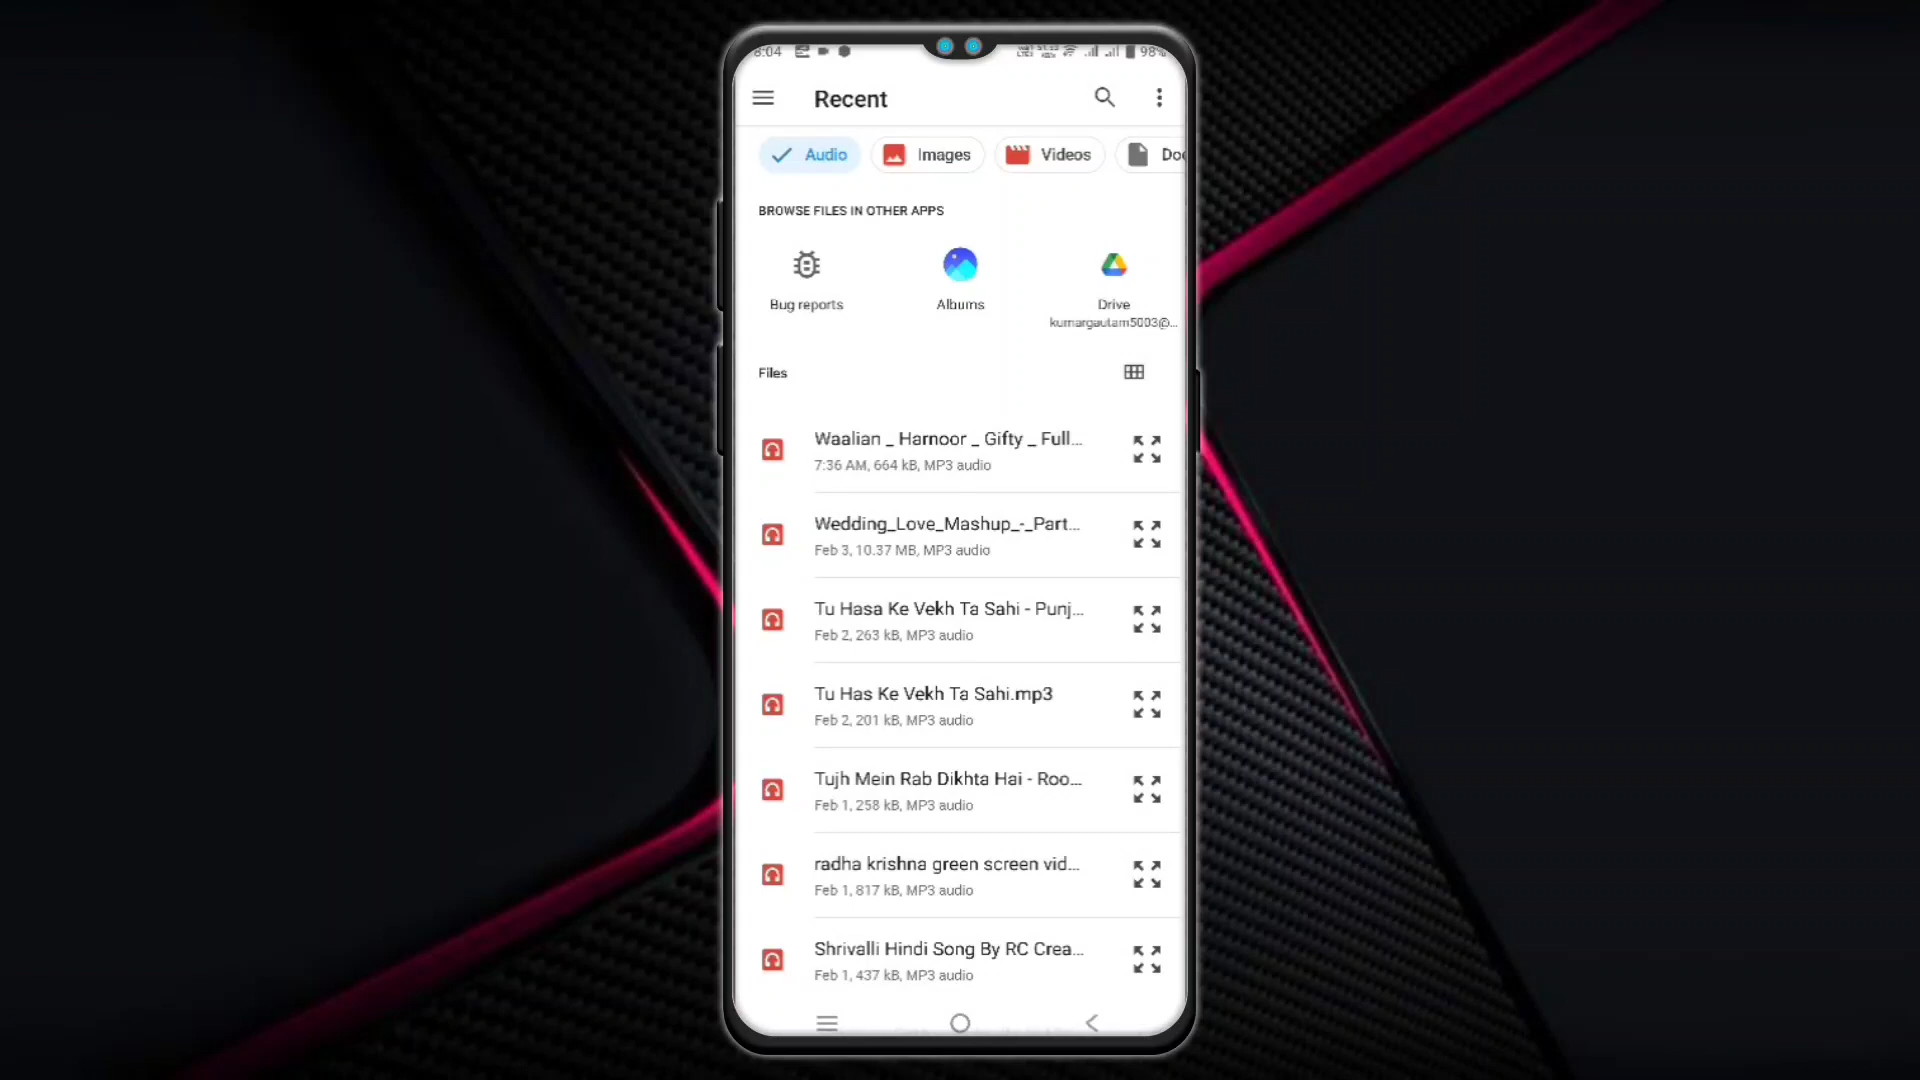 8:04 98%
Recent
Audio Images Videos Doc
BROWSE FILES IN OTHER APPS
Bug reports Albums Drive
kumargautam5003@...
Files
Waalian _ Harnoor _ Gifty _ Full...
7:36 AM, 664 kB, MP3 audio
Wedding_Love_Mashup_-_Part...
Feb 3, 10.37 MB, MP3 audio
Tu Hasa Ke Vekh Ta Sahi - Punj...
Feb 2, 263 kB, MP3 audio
Tu Has Ke Vekh Ta Sahi.mp3
Feb 2, 201 kB, MP3 audio
Tujh Mein Rab Dikhta Hai - Roo...
Feb 1, 258 kB, MP3 audio
radha krishna green screen vid...
Feb 1, 817 kB, MP3 audio
Shrivalli Hindi Song By RC Crea...
Feb 1, 437 kB, MP3 audio